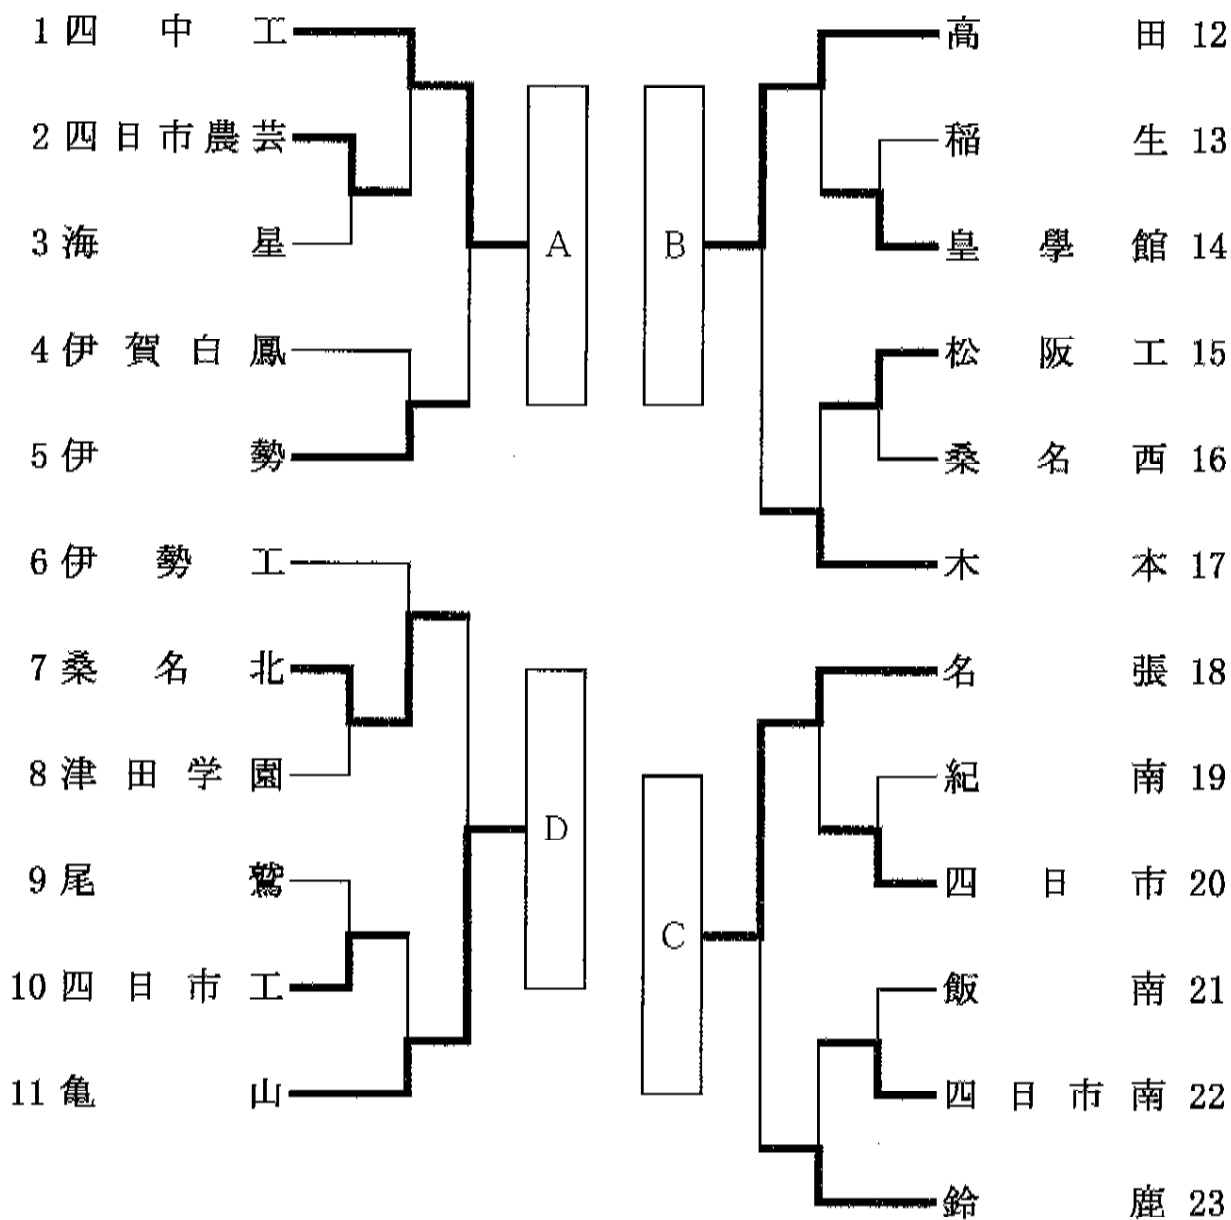 1 四中工
2 四日市農芸
3 海星
4 伊賀白鳳
5 伊勢
6 伊勢工
7 桑名北
8 津田学園
9 尾鷲
10 四日市工
11 亀山
A
D
B
C
高田 12
稲生 13
皇學館 14
松阪工 15
桑名西 16
木本 17
名張 18
紀南 19
四日市 20
飯南 21
四日市南 22
鈴鹿 23